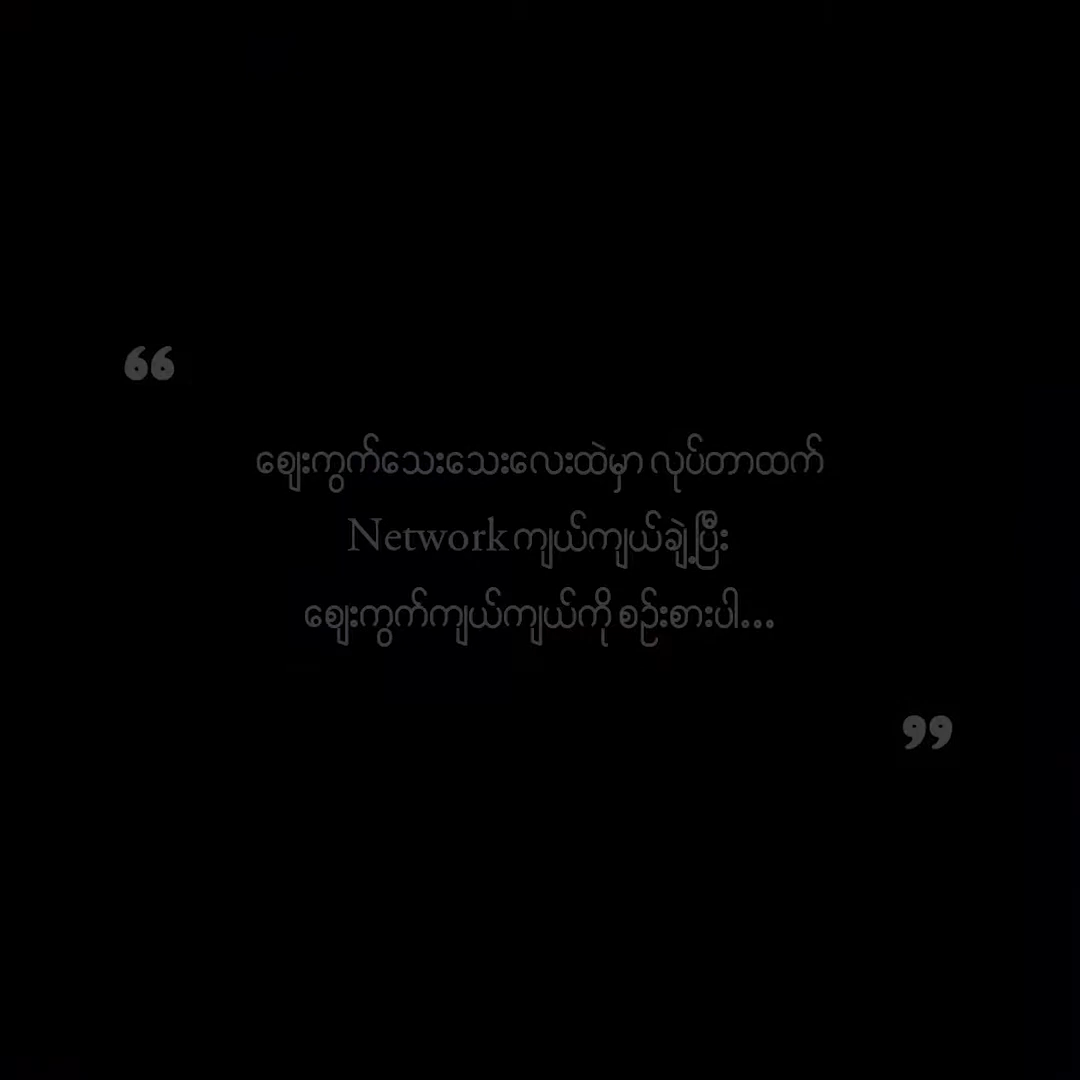 “
ဈေးကွက်သေးသေးလေးထဲမှာ လုပ်တာထက်
Network ကျယ်ကျယ်ချဲ့ပြီး
ဈေးကွက်ကျယ်ကျယ်ကို စဉ်းစားပါ...
”